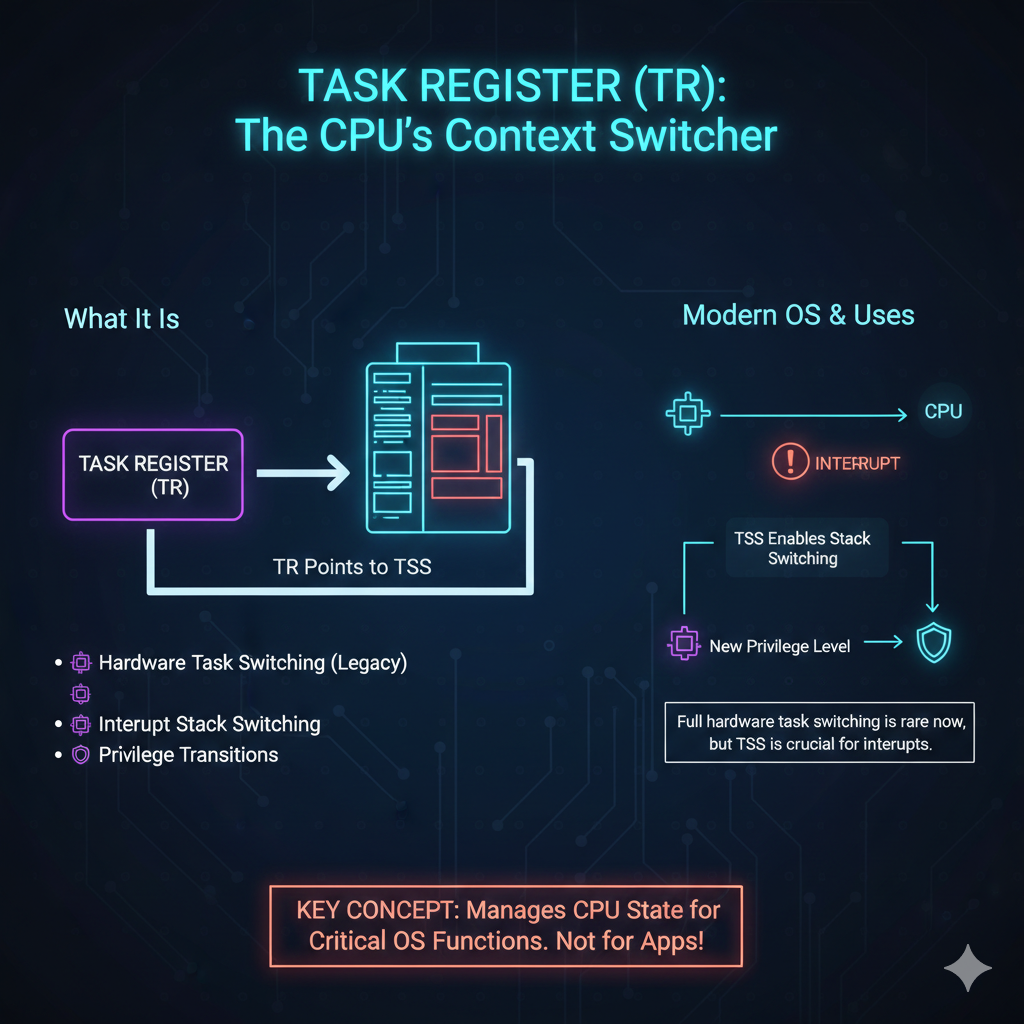 TASK REGISTER (TR):
The CPU's Context Switcher
What It Is
TASK REGISTER
(TR)
TR Points to TSS
• Hardware Task Switching (Legacy)
• Interupt Stack Switching
• Privilege Transitions
Modern OS & Uses
CPU
INTERRUPT
TSS Enables Stack
Switching
New Privilege Level
Full hardware task switching is rare now,
but TSS is crucial for interupts.
KEY CONCEPT: Manages CPU State for
Critical OS Functions. Not for Apps!